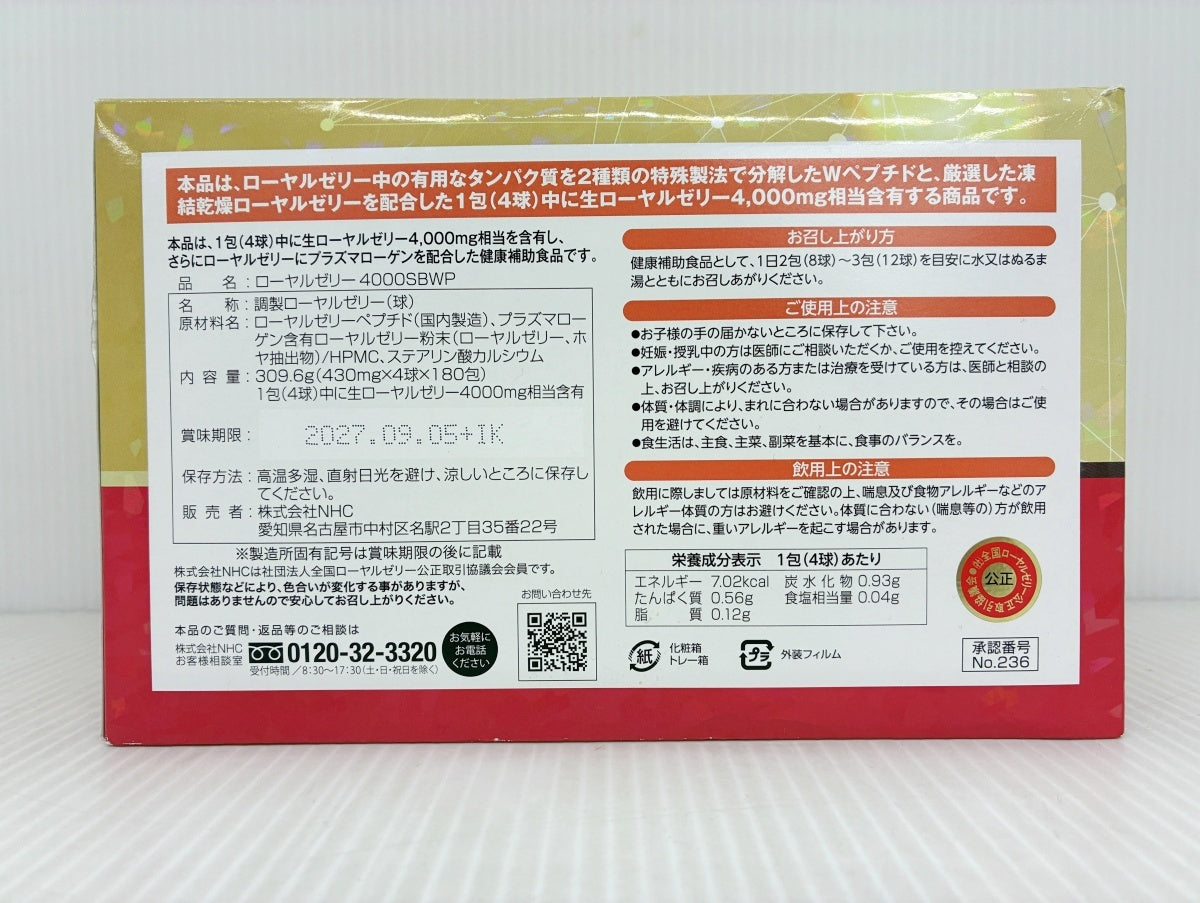 本品は、ローヤルゼリー中の有用なタンパク質を2種類の特殊製法で分解したWペプチドと、厳選した凍
結乾燥ローヤルゼリーを配合した1包(4球)中に生ローヤルゼリー4,000mg相当含有する商品です。
本品は、1包(4球)中に生ローヤルゼリー4,000mg相当を含有し、
さらにローヤルゼリーにプラズマローゲンを配合した健康補助食品です。
品名:ローヤルゼリー4000SBWP
名称:調製ローヤルゼリー(球)
原材料名:ローヤルゼリーペプチド(国内製造)、プラズマロー
ゲン含有ローヤルゼリー粉末(ローヤルゼリー、ホ
ヤ抽出物)/HPMC、ステアリン酸カルシウム
内容量:309.6g(430mg×4球×180包)
1包(4球)中に生ローヤルゼリー4000mg相当含有
賞味期限: 2027.09.05+IK
保存方法:高温多湿、直射日光を避け、涼しいところに保存し
てください。
販売者:株式会社NHC
愛知県名古屋市中村区名駅2丁目35番22号
※製造所固有記号は賞味期限の後に記載
株式会社NHCは社団法人全国ローヤルゼリー公正取引協議会会員です。
保存状態などにより、色合いが変化する事がありますが、
問題はありませんので安心してお召し上がりください。
本品のご質問・返品等のご相談は
株式会社NHC
お客様相談室
0120-32-3320
受付時間/8:30〜17:30(土・日・祝日を除く)
お気軽に
お電話
ください
お問い合わせ先
お召し上がり方
健康補助食品として、1日2包(8球)〜3包(12球)を目安に水又はぬるま
湯とともにお召しあがりください。
ご使用上の注意
●お子様の手の届かないところに保存して下さい。
●妊娠・授乳中の方は医師にご相談いただくか、ご使用を控えてください。
●アレルギー・疾病のある方または治療を受けている方は、医師と相談の
上、お召し上がりください。
●体質・体調により、まれに合わない場合がありますので、その場合はご使
用を避けてください。
●食生活は、主食、主菜、副菜を基本に、食事のバランスを。
飲用上の注意
飲用に際しましては原材料をご確認の上、喘息及び食物アレルギーなどのア
レルギー体質の方はお避けください。体質に合わない(喘息等の)方が飲用
された場合に、重いアレルギーを起こす場合があります。
栄養成分表示 1包(4球)あたり
エネルギー 7.02kcal 炭水化物 0.93g
たんぱく質 0.56g 食塩相当量 0.04g
脂質 0.12g
紙
化粧箱
トレー箱
プラ
外装フィルム
全国ローヤルゼリー公正取引協議会
公正
承認番号
No.236